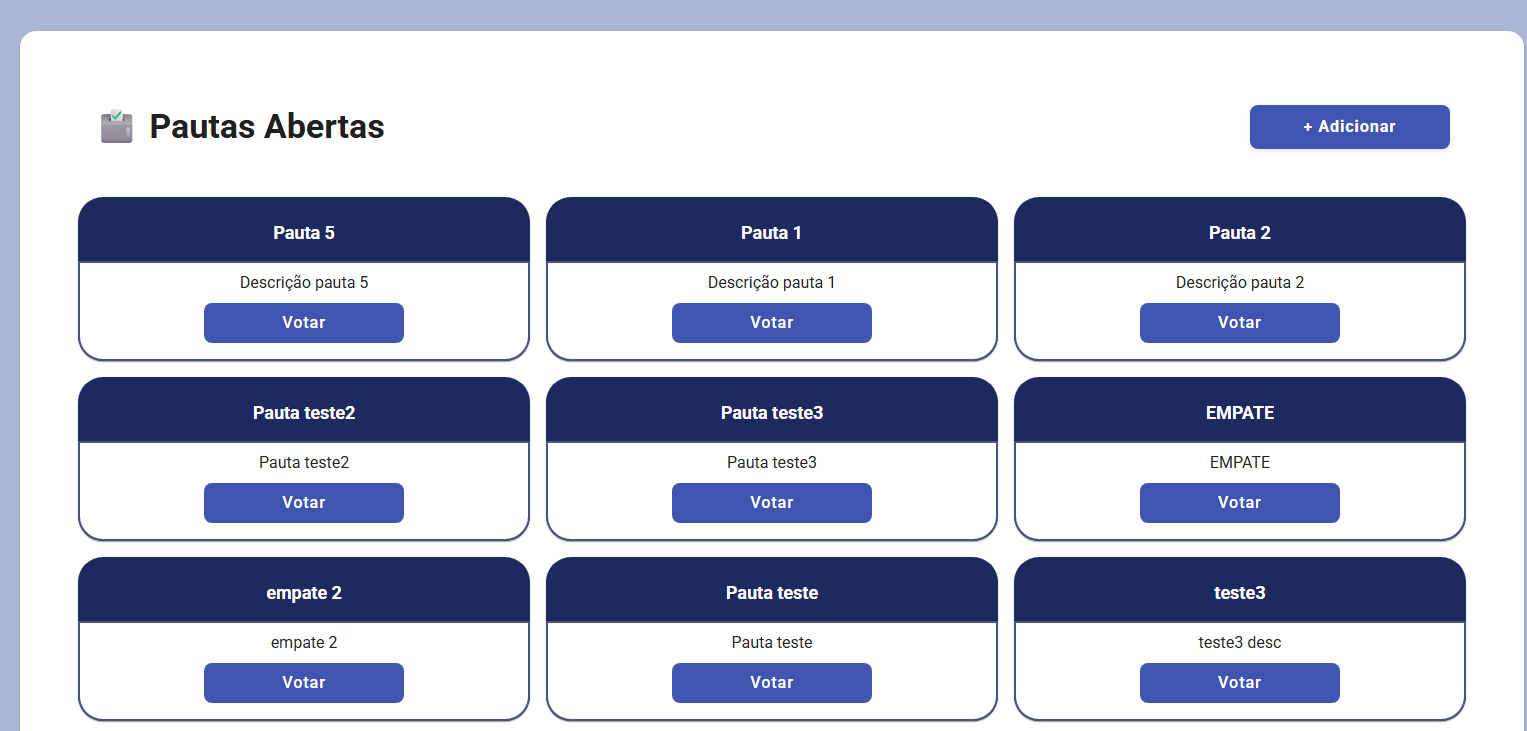 Pautas Abertas
+ Adicionar
Pauta 5
Descrição pauta 5
Votar
Pauta 1
Descrição pauta 1
Votar
Pauta 2
Descrição pauta 2
Votar
Pauta teste2
Pauta teste2
Votar
Pauta teste3
Pauta teste3
Votar
EMPATE
EMPATE
Votar
empate 2
empate 2
Votar
Pauta teste
Pauta teste
Votar
teste3
teste3 desc
Votar